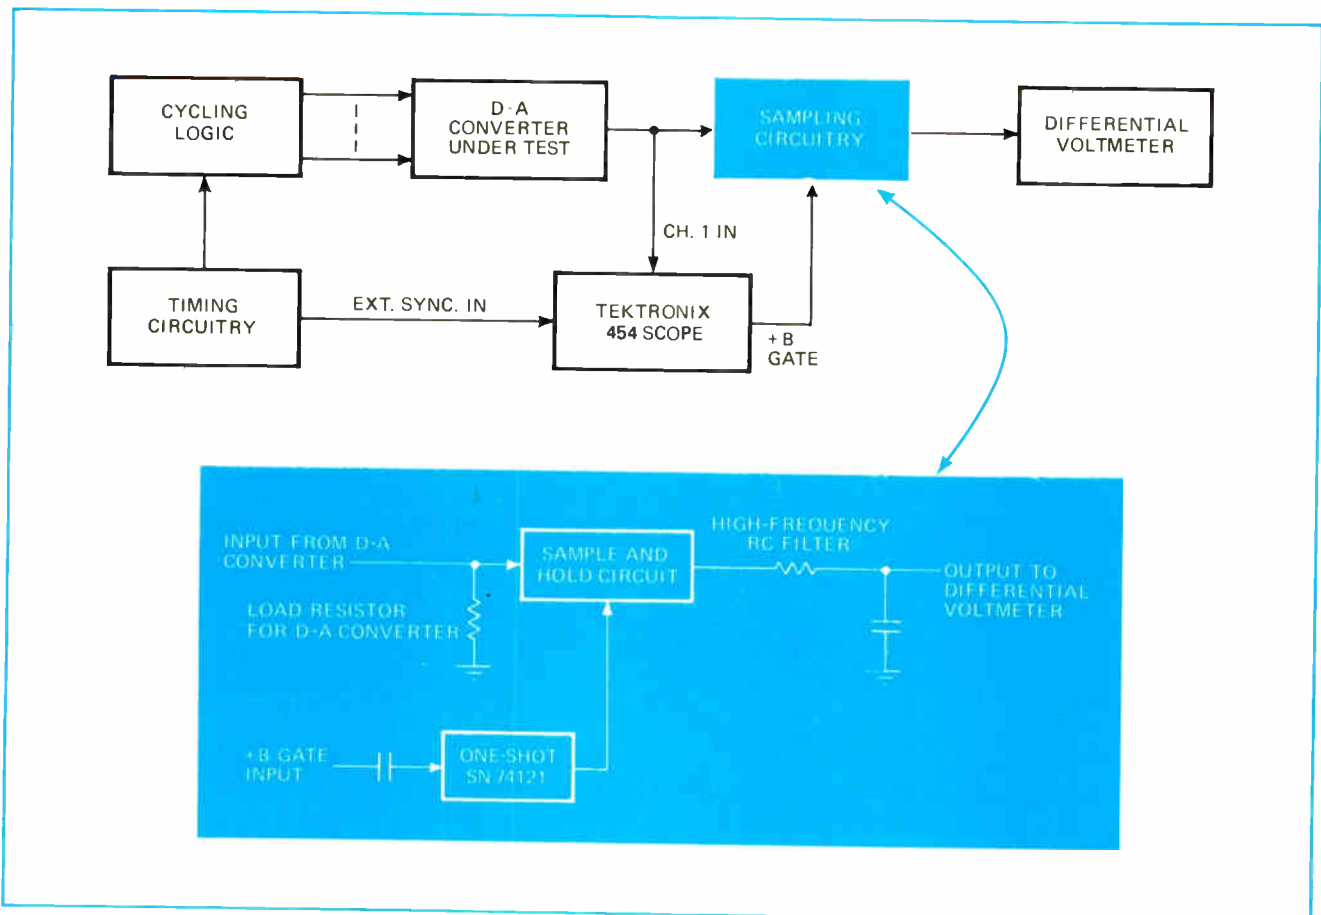 CYCLING
LOGIC
D-A
CONVERTER
UNDER TEST
SAMPLING
CIRCUITRY
DIFFERENTIAL
VOLTMETER
CH. 1 IN
TIMING
CIRCUITRY
EXT. SYNC. IN
TEKTRONIX
454 SCOPE
+ B
GATE
INPUT FROM D-A
CONVERTER
LOAD RESISTOR
FOR D-A CONVERTER
SAMPLE AND
HOLD CIRCUIT
HIGH-FREQUENCY
RC FILTER
OUTPUT TO
DIFFERENTIAL
VOLTMETER
+B GATE
INPUT
ONE-SHOT
SN 74121